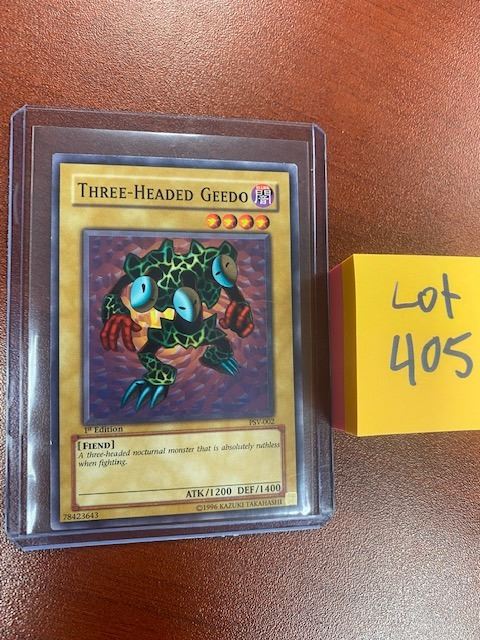 THREE-HEADED GEEDO
闇
1st Edition
PSV-002
[FIEND]
A three-headed nocturnal monster that is absolutely ruthless
when fighting.
ATK/1200 DEF/1400
78423643
©1996 KAZUKI TAKAHASHI
Lot
405